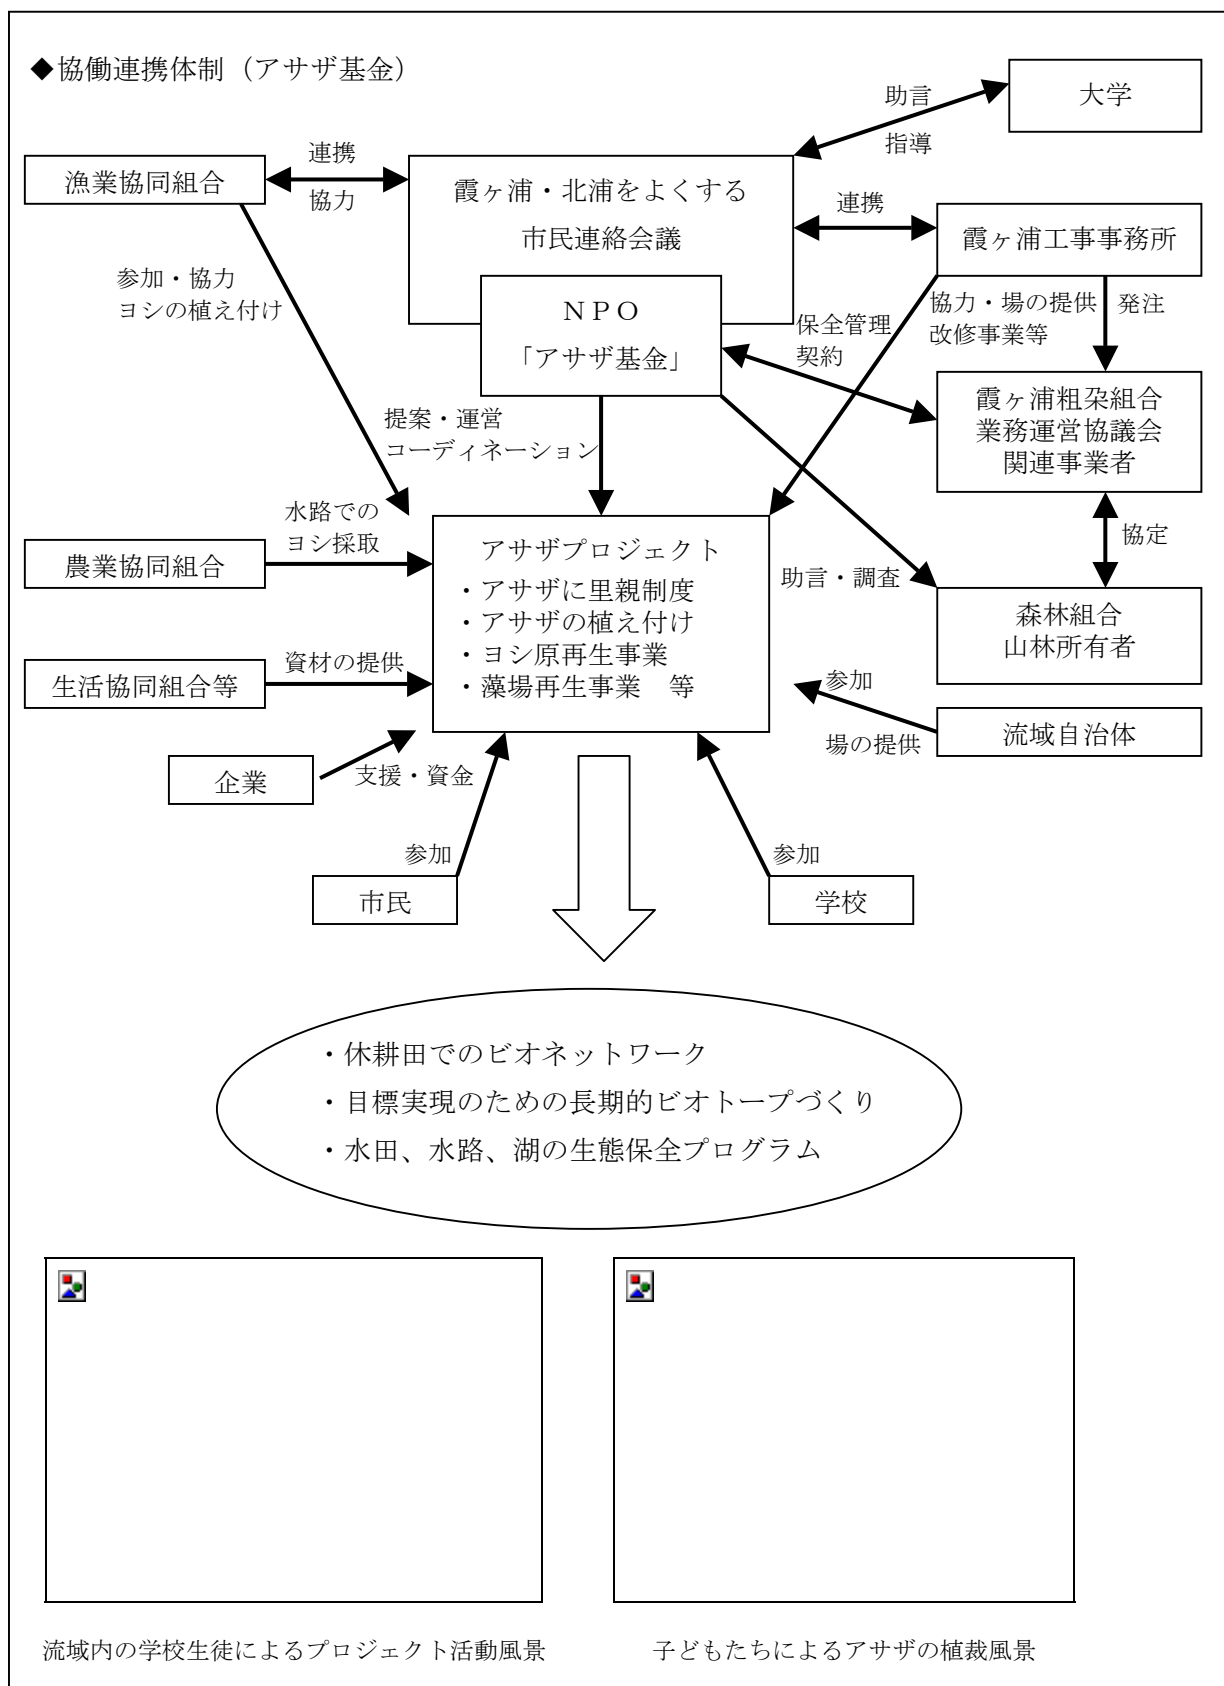 ◆協働連携体制（アサザ基金）
大学
助言
指導
漁業協同組合
連携
協力
霞ヶ浦・北浦をよくする
市民連絡会議
連携
霞ヶ浦工事事務所
参加・協力
ヨシの植え付け
ＮＰＯ
「アサザ基金」
保全管理
契約
協力・場の提供
改修事業等
発注
霞ヶ浦粗朶組合
業務運営協議会
関連事業者
提案・運営
コーディネーション
水路での
ヨシ採取
農業協同組合
アサザプロジェクト
・アサザに里親制度
・アサザの植え付け
・ヨシ原再生事業
・藻場再生事業　等
協定
助言・調査
森林組合
山林所有者
生活協同組合等
資材の提供
参加
場の提供
流域自治体
企業
支援・資金
参加
市民
参加
学校
・休耕田でのビオネットワーク
・目標実現のための長期的ビオトープづくり
・水田、水路、湖の生態保全プログラム
流域内の学校生徒によるプロジェクト活動風景
子どもたちによるアサザの植裁風景